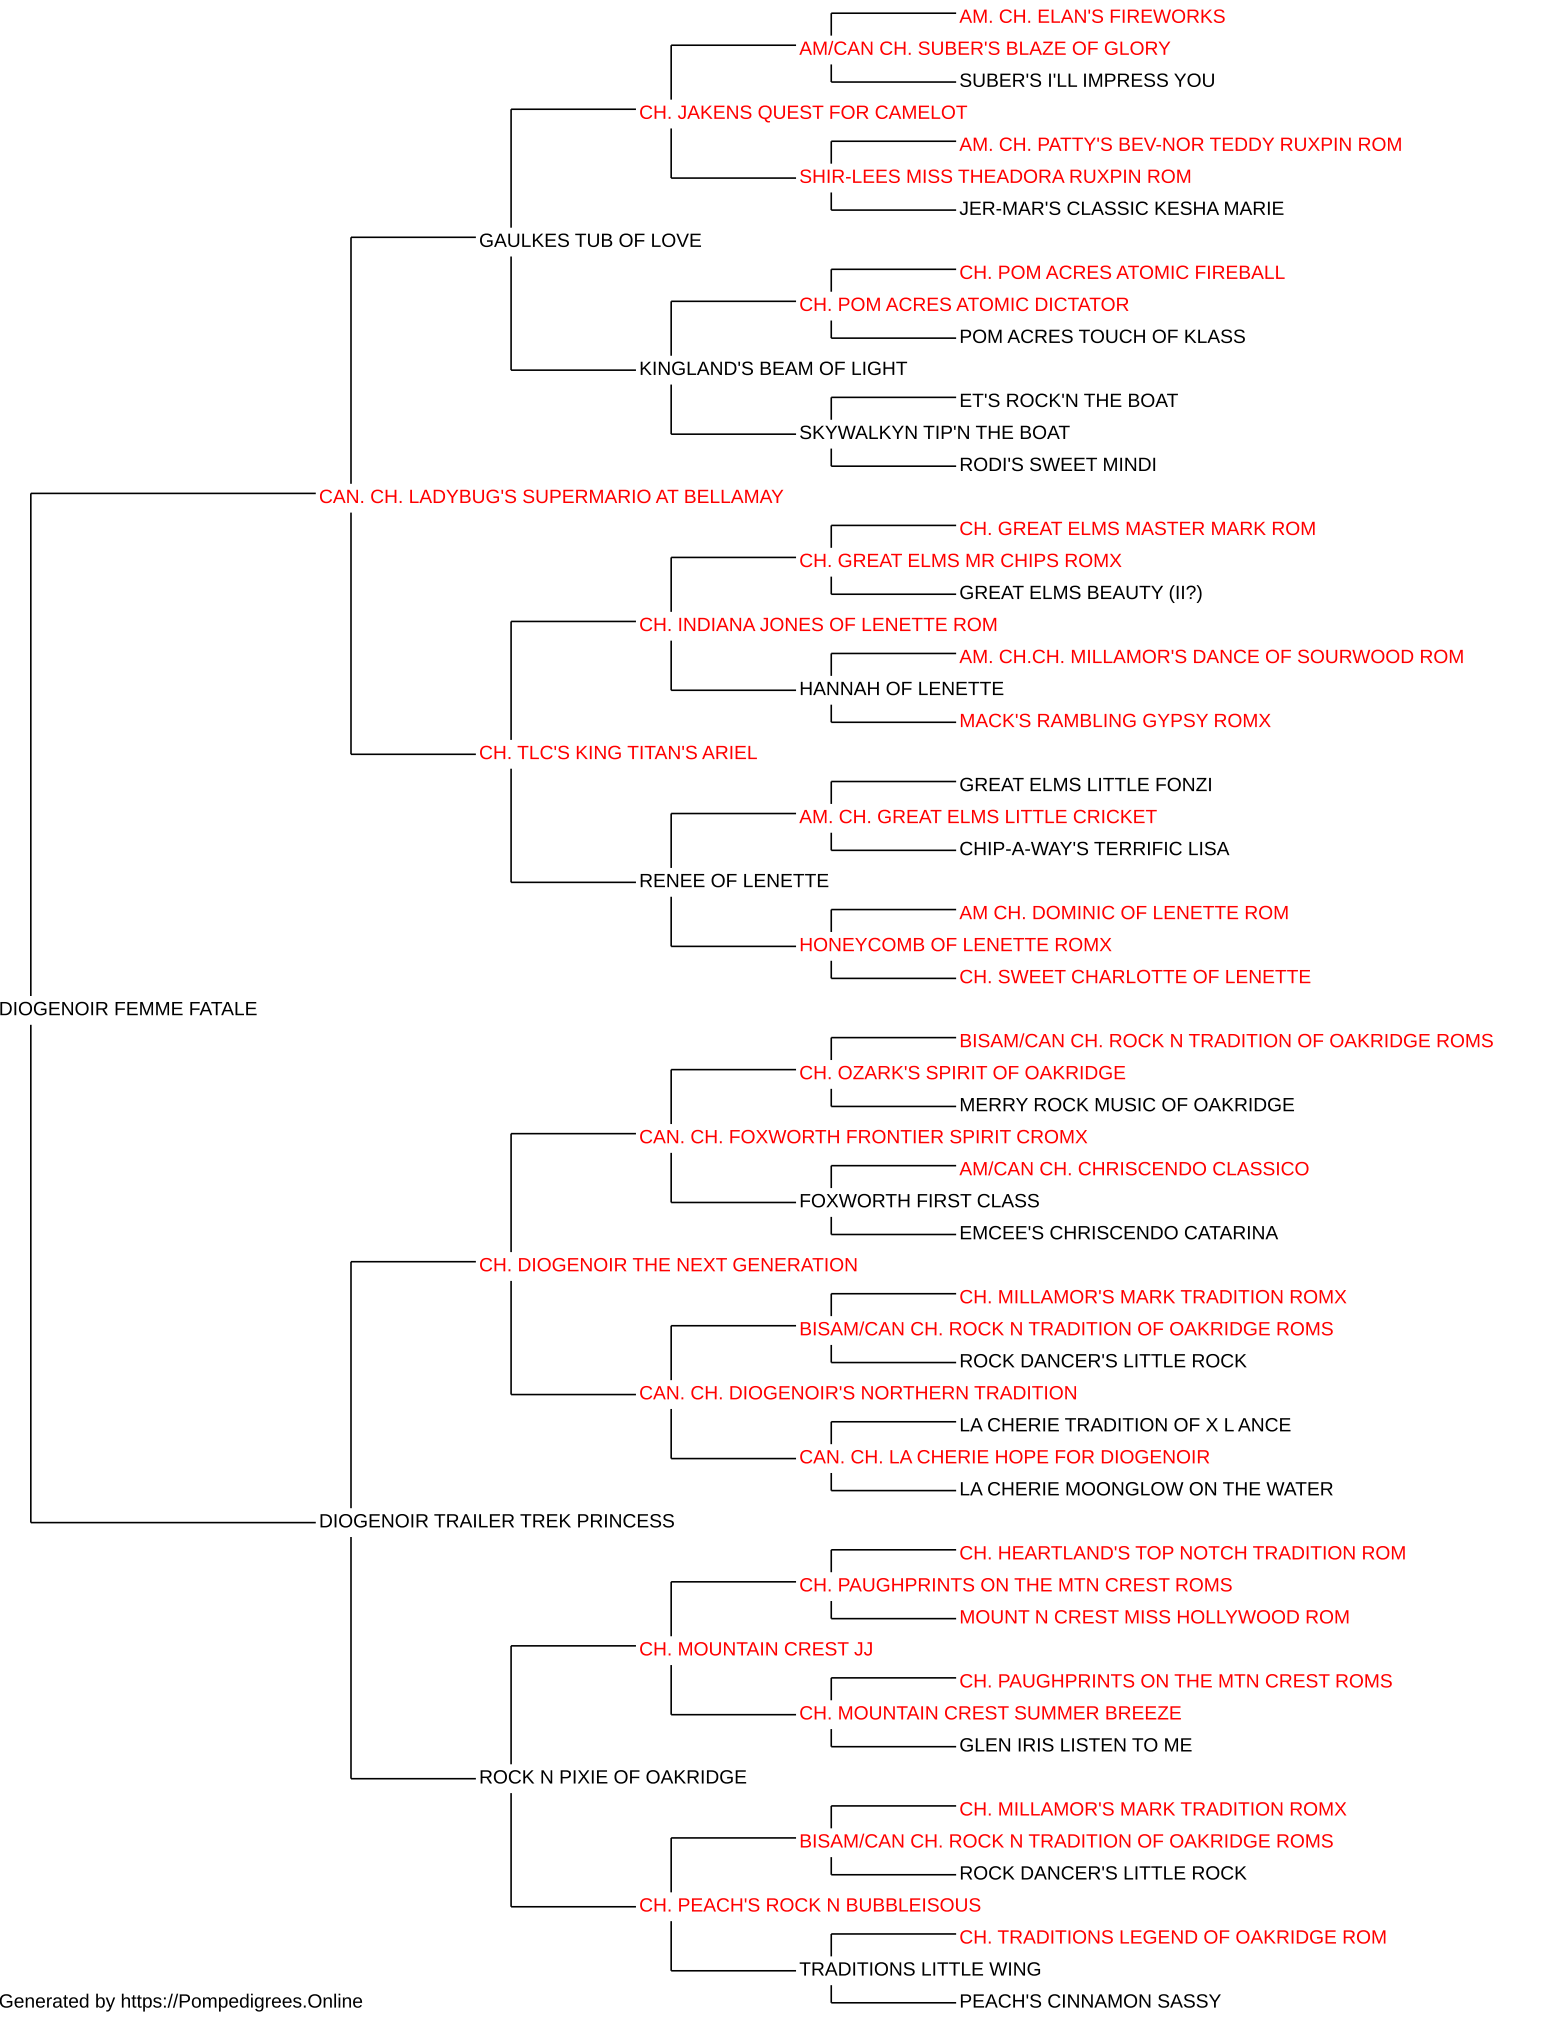 AM. CH. ELAN'S FIREWORKS
AM/CAN CH. SUBER'S BLAZE OF GLORY
SUBER'S I'LL IMPRESS YOU
CH. JAKENS QUEST FOR CAMELOT
AM. CH. PATTY'S BEV-NOR TEDDY RUXPIN ROM
SHIR-LEES MISS THEADORA RUXPIN ROM
JER-MAR'S CLASSIC KESHA MARIE
GAULKES TUB OF LOVE
CH. POM ACRES ATOMIC FIREBALL
CH. POM ACRES ATOMIC DICTATOR
POM ACRES TOUCH OF KLASS
KINGLAND'S BEAM OF LIGHT
ET'S ROCK'N THE BOAT
SKYWALKYN TIP'N THE BOAT
RODI'S SWEET MINDI
CAN. CH. LADYBUG'S SUPERMARIO AT BELLAMAY
CH. GREAT ELMS MASTER MARK ROM
CH. GREAT ELMS MR CHIPS ROMX
GREAT ELMS BEAUTY (II?)
CH. INDIANA JONES OF LENETTE ROM
AM. CH.CH. MILLAMOR'S DANCE OF SOURWOOD ROM
HANNAH OF LENETTE
MACK'S RAMBLING GYPSY ROMX
CH. TLC'S KING TITAN'S ARIEL
GREAT ELMS LITTLE FONZI
AM. CH. GREAT ELMS LITTLE CRICKET
CHIP-A-WAY'S TERRIFIC LISA
RENEE OF LENETTE
AM CH. DOMINIC OF LENETTE ROM
HONEYCOMB OF LENETTE ROMX
CH. SWEET CHARLOTTE OF LENETTE
DIOGENOIR FEMME FATALE
BISAM/CAN CH. ROCK N TRADITION OF OAKRIDGE ROMS
CH. OZARK'S SPIRIT OF OAKRIDGE
MERRY ROCK MUSIC OF OAKRIDGE
CAN. CH. FOXWORTH FRONTIER SPIRIT CROMX
AM/CAN CH. CHRISCENDO CLASSICO
FOXWORTH FIRST CLASS
EMCEE'S CHRISCENDO CATARINA
CH. DIOGENOIR THE NEXT GENERATION
CH. MILLAMOR'S MARK TRADITION ROMX
BISAM/CAN CH. ROCK N TRADITION OF OAKRIDGE ROMS
ROCK DANCER'S LITTLE ROCK
CAN. CH. DIOGENOIR'S NORTHERN TRADITION
LA CHERIE TRADITION OF X L ANCE
CAN. CH. LA CHERIE HOPE FOR DIOGENOIR
LA CHERIE MOONGLOW ON THE WATER
DIOGENOIR TRAILER TREK PRINCESS
CH. HEARTLAND'S TOP NOTCH TRADITION ROM
CH. PAUGHPRINTS ON THE MTN CREST ROMS
MOUNT N CREST MISS HOLLYWOOD ROM
CH. MOUNTAIN CREST JJ
CH. PAUGHPRINTS ON THE MTN CREST ROMS
CH. MOUNTAIN CREST SUMMER BREEZE
GLEN IRIS LISTEN TO ME
ROCK N PIXIE OF OAKRIDGE
CH. MILLAMOR'S MARK TRADITION ROMX
BISAM/CAN CH. ROCK N TRADITION OF OAKRIDGE ROMS
ROCK DANCER'S LITTLE ROCK
CH. PEACH'S ROCK N BUBBLEISOUS
CH. TRADITIONS LEGEND OF OAKRIDGE ROM
TRADITIONS LITTLE WING
PEACH'S CINNAMON SASSY
Generated by https://Pompedigrees.Online